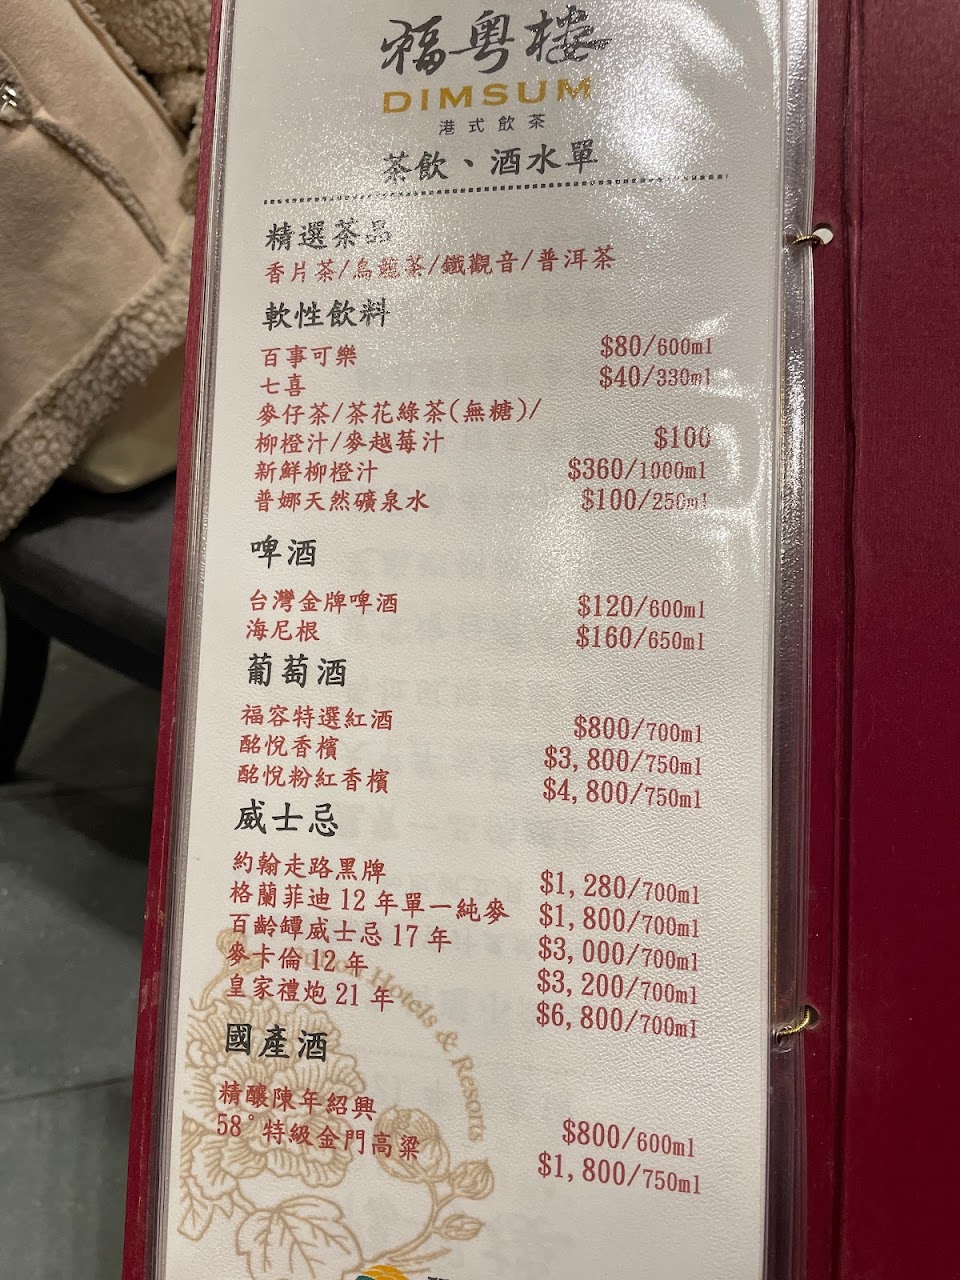 福粵樓
DIMSUM
港式飲茶
茶飲、酒水單
精選茶品
香片茶/烏龍茶/鐵觀音/普洱茶
軟性飲料
百事可樂 $80/600ml
七喜 $40/330ml
麥仔茶/茶花綠茶(無糖)/
柳橙汁/麥越莓汁 $100
新鮮柳橙汁 $360/1000ml
普娜天然礦泉水 $100/250ml
啤酒
台灣金牌啤酒 $120/600ml
海尼根 $160/650ml
葡萄酒
福容特選紅酒 $800/700ml
酩悅香檳 $3,800/750ml
酩悅粉紅香檳 $4,800/750ml
威士忌
約翰走路黑牌 $1,280/700ml
格蘭菲迪 12 年單一純麥 $1,800/700ml
百齡罈威士忌 17 年 $3,000/700ml
麥卡倫 12 年 $3,200/700ml
皇家禮炮 21 年 $6,800/700ml
國產酒
精釀陳年紹興 $800/600ml
58°特級金門高粱 $1,800/750ml
Hotels & Resorts